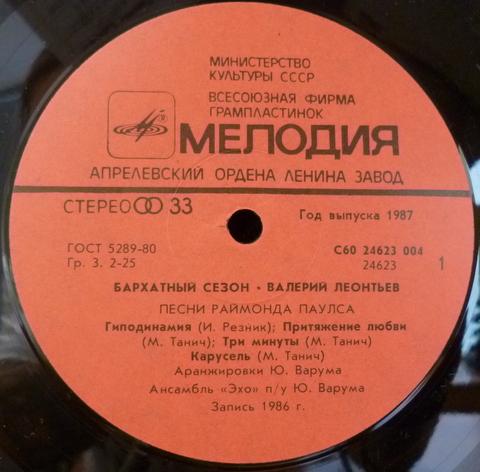 МИНИСТЕРСТВО
КУЛЬТУРЫ СССР
ВСЕСОЮЗНАЯ ФИРМА
ГРАМПЛАСТИНОК
МЕЛОДИЯ
АПРЕЛЕВСКИЙ ОРДЕНА ЛЕНИНА ЗАВОД
СТЕРЕО 33
Год выпуска 1987
ГОСТ 5289-80
С60 24623 004
Гр. 3. 2-25
24623
1
БАРХАТНЫЙ СЕЗОН · ВАЛЕРИЙ ЛЕОНТЬЕВ
ПЕСНИ РАЙМОНДА ПАУЛСА
Гиподинамия (И. Резник); Притяжение любви
(М. Танич); Три минуты (М. Танич)
Карусель (М. Танич)
Аранжировки Ю. Варума
Ансамбль «Эхо» п/у Ю. Варума
Запись 1986 г.